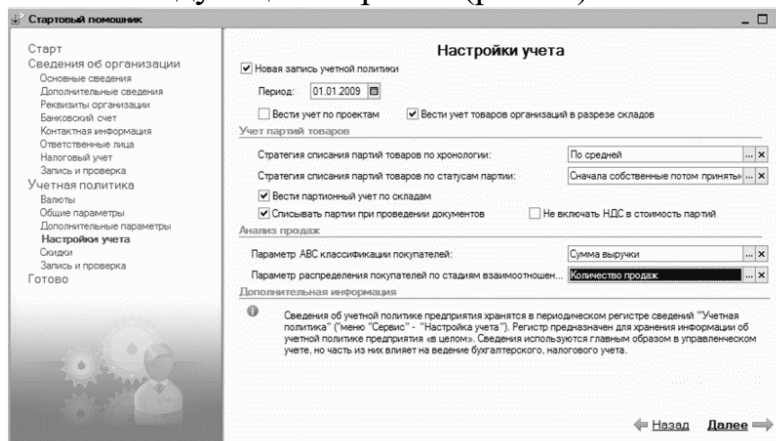 Стартовый помошник
Старт
Сведения об организации
Основные сведения
Дополнительные сведения
Реквизиты организации
Банковский счет
Контактная информация
Ответственные лица
Налоговый учет
Запись и проверка
Учетная политика
Валюты
Общие параметры
Дополнительные параметры
Настройки учета
Скидки
Запись и проверка
Готово
Настройки учета
Новая запись учетной политики
Период: 01.01.2009
Вести учет по проектам Вести учет товаров организаций в разрезе складов
Учет партий товаров
Стратегия списания партий товаров по хронологии: По средней ... ×
Стратегия списания партий товаров по статусам партии: Сначала собственные потом приняты ... ×
Вести партионный учет по складам
Списывать партии при проведении документов Не включать НДС в стоимость партий
Анализ продаж
Параметр ABC классификации покупателей: Сумма выручки ... ×
Параметр распределения покупателей по стадиям взаимоотношен... Количество продаж ... ×
Дополнительная информация
Сведения об учетной политике предприятия хранятся в периодическом регистре сведений "Учетная
политика" ("меню "Сервис" - "Настройка учета"). Регистр предназначен для хранения информации об
учетной политике предприятия «в целом». Сведения используются главным образом в управленческом
учете, но часть из них влияет на ведение бухгалтерского, налогового учета.
Назад Далее